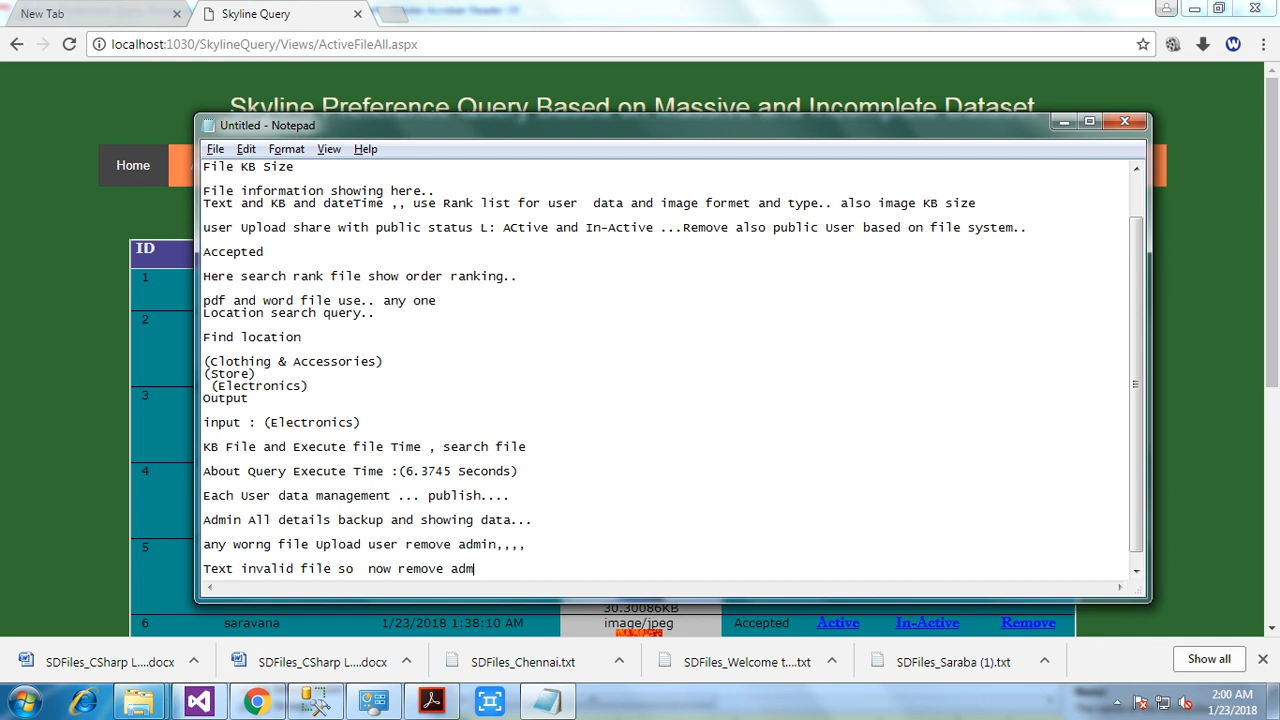 New Tab
Skyline Query
localhost:1030/SkylineQuery/Views/ActiveFileAll.aspx
Skyline Preference Query Based on Massive and Incomplete Dataset
Untitled - Notepad
File Edit Format View Help
Home
File KB Size
File information showing here..
Text and KB and dateTime ,, use Rank list for user  data and image formet and type.. also image KB size
user Upload share with public status L: ACtive and In-Active ...Remove also public User based on file system..
Accepted
Here search rank file show order ranking..
pdf and word file use.. any one
Location search query..
Find location
(Clothing & Accessories)
(Store)
(Electronics)
Output
input : (Electronics)
KB File and Execute file Time , search file
About Query Execute Time :(6.3745 Seconds)
Each User data management ... publish....
Admin All details backup and showing data...
any worng file Upload user remove admin,,,,
Text invalid file so  now remove adm
ID
1
2
3
4
5
30.30086KB
6 saravana 1/23/2018 1:38:10 AM image/jpeg Accepted Active In-Active Remove
SDFiles_CSharp L....docx
SDFiles_CSharp L....docx
SDFiles_Chennai.txt
SDFiles_Welcome t....txt
SDFiles_Saraba (1).txt
Show all
2:00 AM
1/23/2018